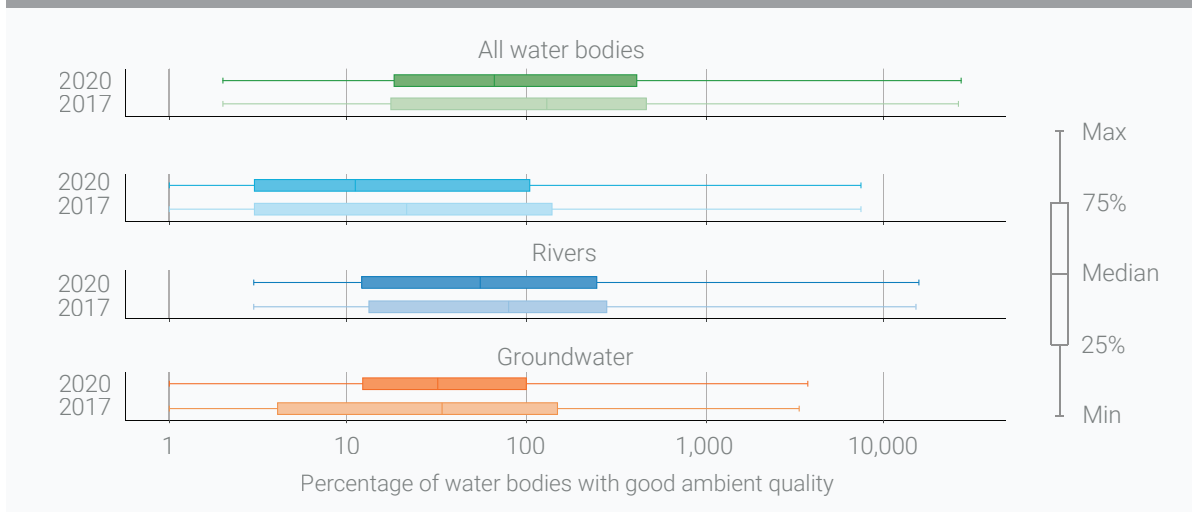 All water bodies
2020
2017
2020
2017
Rivers
2020
2017
Groundwater
2020
2017
1 10 100 1,000 10,000
Percentage of water bodies with good ambient quality
Max
75%
Median
25%
Min